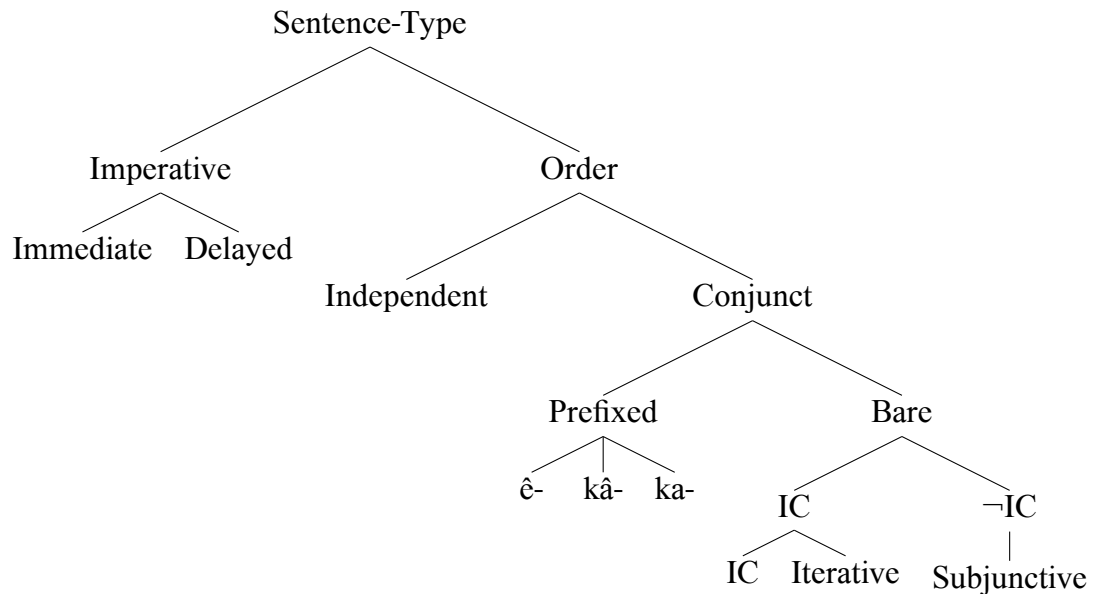 Sentence-Type
Imperative Order
Immediate Delayed
Independent Conjunct
Prefixed Bare
ê- kâ- ka-
IC ¬IC
IC Iterative Subjunctive